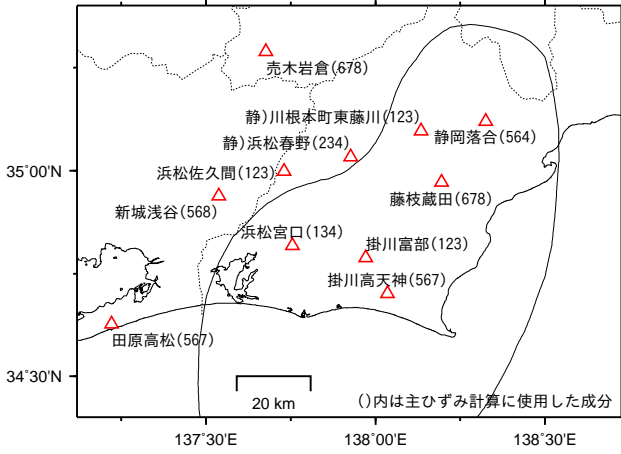 売木岩倉(678)
静)川根本町東藤川(123)
静岡落合(564)
静)浜松春野(234)
35°00'N
浜松佐久間(123)
藤枝蔵田(678)
新城浅谷(568)
浜松宮口(134)
掛川富部(123)
掛川高天神(567)
田原高松(567)
34°30'N
20 km
()内は主ひずみ計算に使用した成分
137°30'E
138°00'E
138°30'E